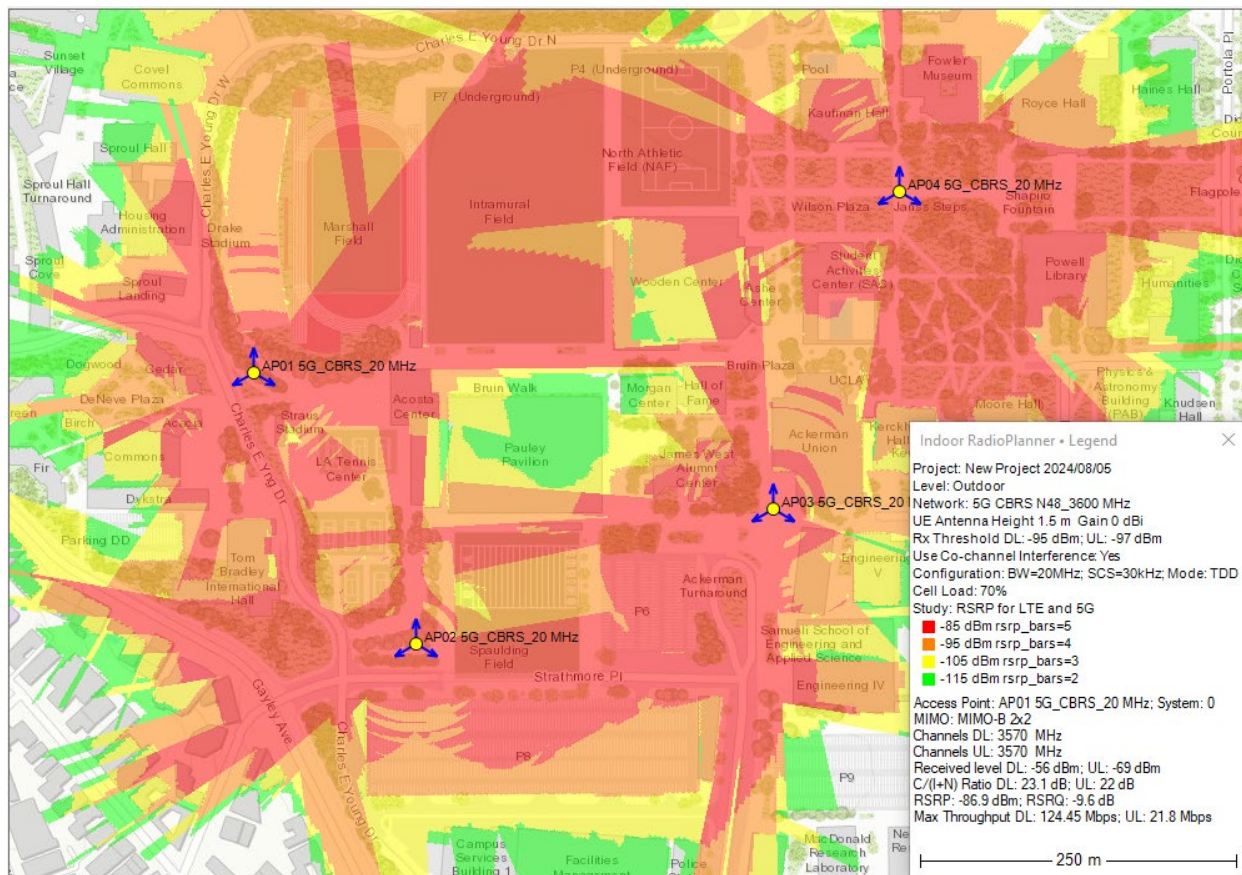 Charles E Young Dr N
Sunset
Village
Covel
Commons
P4 (Underground)
Pool
Fowler
Museum
Portola Pl
P7 (Underground)
Kaufman Hall
Royce Hall
Haines Hall
Charles E Young Dr W
Sproul Hall
Sproul Hall
Turnaround
North Athletic
Field (NAF)
AP04 5G_CBRS_20 MHz
Housing
Administration
Drake
Stadium
Marshall
Field
Intramural
Field
Wilson Plaza
Janss Steps
Shapiro
Fountain
Flagpole
Sproul
Cove
Sproul
Landing
Wooden Center
Ashe
Center
Student
Activities
Center (SAC)
Powell
Library
Humanities
AP01 5G_CBRS_20 MHz
Dogwood
Cedar
Bruin Plaza
DeNeve Plaza
Birch
Acacia
Straus
Stadium
Acosta
Center
Bruin Walk
Morgan
Center
Hall of
Fame
UCLA
Physics &
Astronomy
Building
(PAB)
Knudsen
Hall
Moore Hall
Charles E Yng Dr
Commons
Fir
LA Tennis
Center
Pauley
Pavilion
James West
Alumni
Center
Ackerman
Union
Kerckh
Hall
Dykstra
AP03 5G_CBRS_20
Parking DD
Tom
Bradley
International
Hall
Engineering
V
Ackerman
Turnaround
P6
AP02 5G_CBRS_20 MHz
Spaulding
Field
Samueli School of
Engineering and
Applied Science
Strathmore Pl
Engineering IV
Gayley Ave
Charles E Young Dr
P8
P9
Campus
Services
Building 1
Facilities
Management
Police
MacDonald
Research
Laboratory
Indoor RadioPlanner • Legend
Project: New Project 2024/08/05
Level: Outdoor
Network: 5G CBRS N48_3600 MHz
UE Antenna Height 1.5 m Gain 0 dBi
Rx Threshold DL: -95 dBm; UL: -97 dBm
Use Co-channel Interference: Yes
Configuration: BW=20MHz; SCS=30kHz; Mode: TDD
Cell Load: 70%
Study: RSRP for LTE and 5G
-85 dBm rsrp_bars=5
-95 dBm rsrp_bars=4
-105 dBm rsrp_bars=3
-115 dBm rsrp_bars=2
Access Point: AP01 5G_CBRS_20 MHz; System: 0
MIMO: MIMO-B 2x2
Channels DL: 3570 MHz
Channels UL: 3570 MHz
Received level DL: -56 dBm; UL: -69 dBm
C/(I+N) Ratio DL: 23.1 dB; UL: 22 dB
RSRP: -86.9 dBm; RSRQ: -9.6 dB
Max Throughput DL: 124.45 Mbps; UL: 21.8 Mbps
250 m